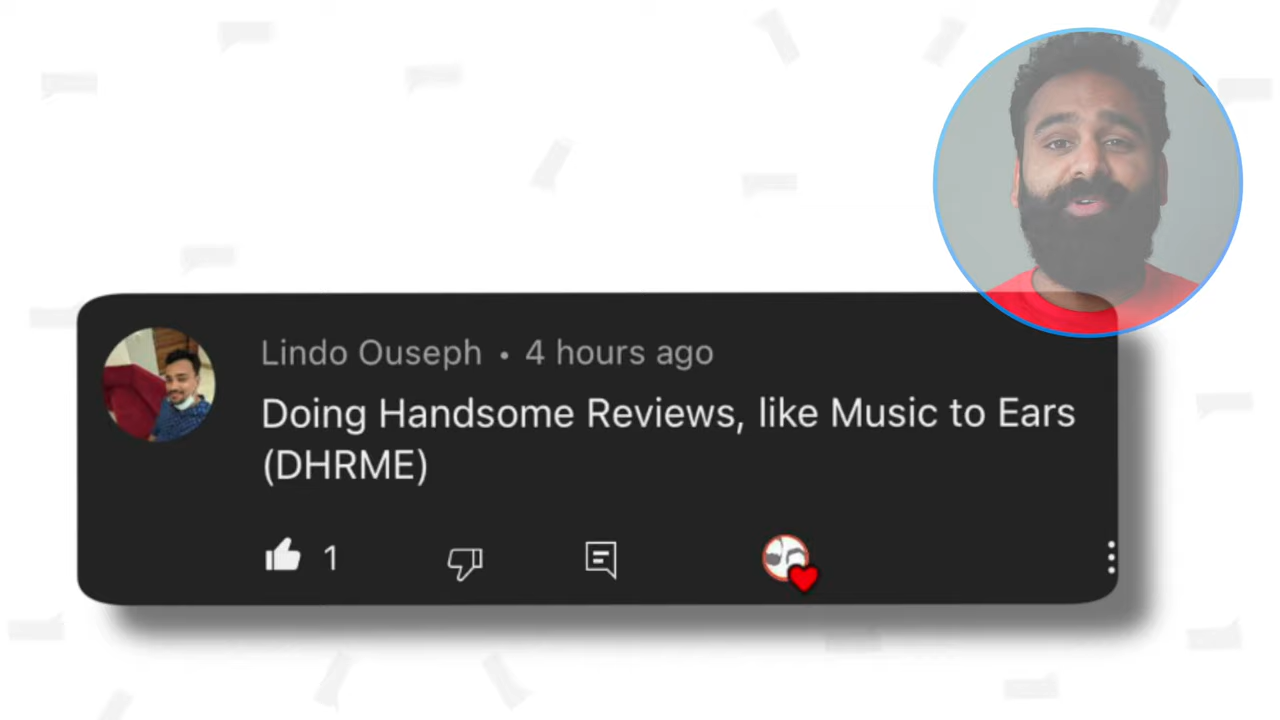 Lindo Ouseph • 4 hours ago
Doing Handsome Reviews, like Music to Ears
(DHRME)
1